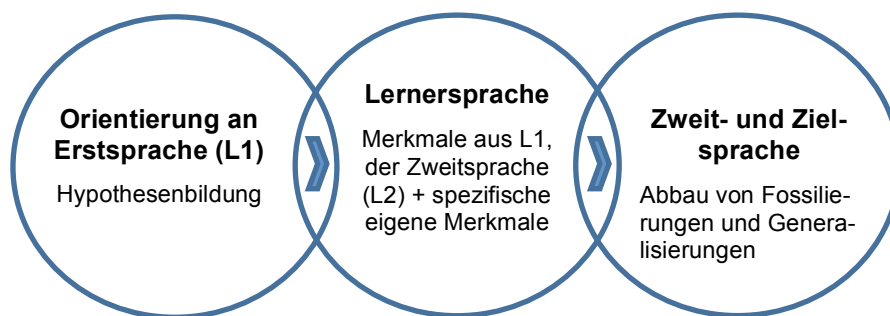 Orientierung an
Erstsprache (L1)
Hypothesenbildung
Lernersprache
Merkmale aus L1,
der Zweitsprache
(L2) + spezifische
eigene Merkmale
Zweit- und Ziel-
sprache
Abbau von Fossilie-
rungen und Genera-
lisierungen